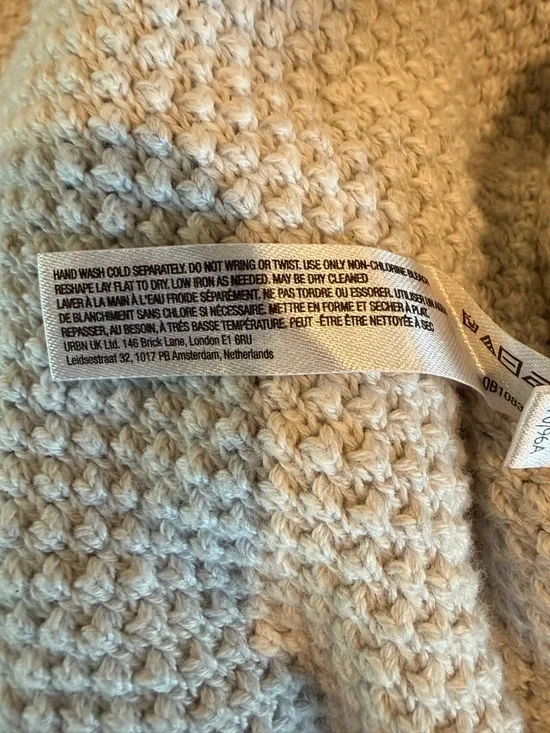 HAND WASH COLD SEPARATELY. DO NOT WRING OR TWIST. USE ONLY NON-CHLORINE BLEACH
RESHAPE LAY FLAT TO DRY. LOW IRON AS NEEDED. MAY BE DRY CLEANED
LAVER À LA MAIN À L'EAU FROIDE SÉPARÉMENT. NE PAS TORDRE OU ESSORER. UTILISER UN
DE BLANCHIMENT SANS CHLORE SI NÉCESSAIRE. METTRE EN FORME ET SÉCHER À PLAT.
REPASSER, AU BESOIN, À TRÈS BASSE TEMPÉRATURE. PEUT -ÊTRE ÊTRE NETTOYÉE À SEC
URBN UK Ltd. 146 Brick Lane, London E1 6RU
Leidsestraat 32, 1017 PB Amsterdam, Netherlands